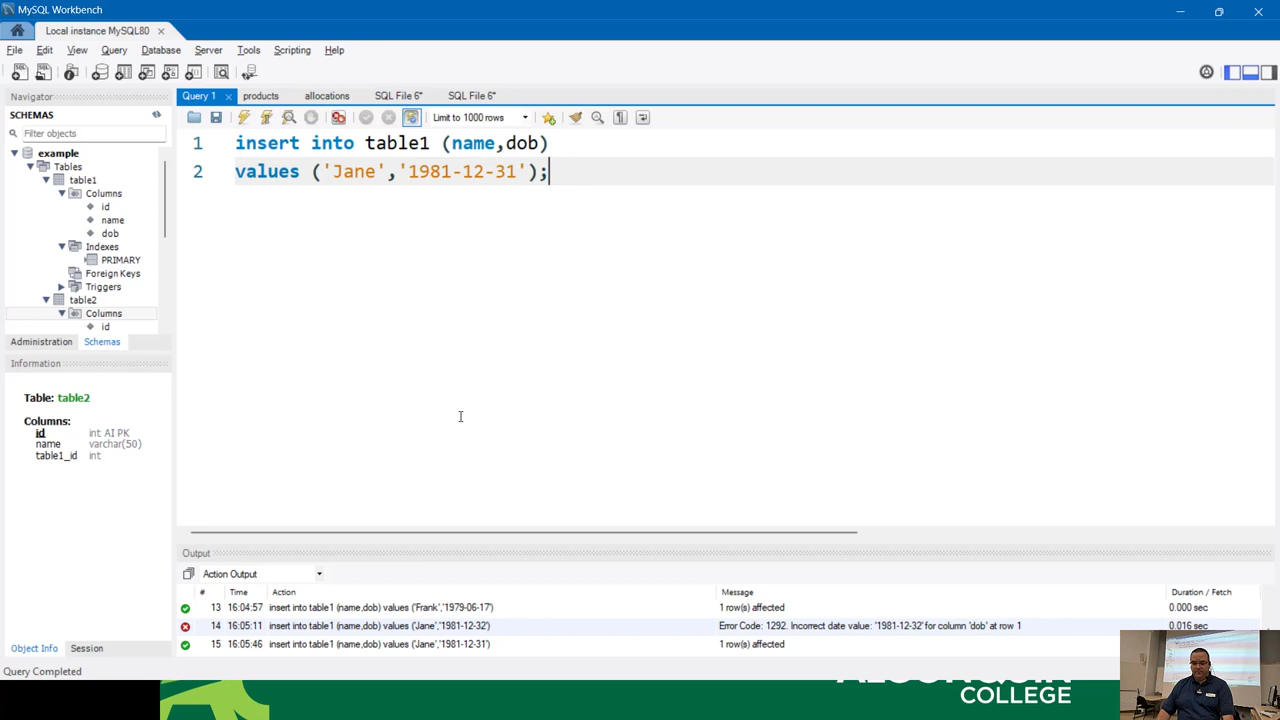 MySQL Workbench
Local instance MySQL80
File Edit View Query Database Server Tools Scripting Help
Navigator
SCHEMAS
Filter objects
example
Tables
table1
Columns
id
name
dob
Indexes
PRIMARY
Foreign Keys
Triggers
table2
Columns
id
Administration Schemas
Information
Table: table2
Columns:
id int AI PK
name varchar(50)
table1_id int
Object Info Session
Query Completed
Query 1 products allocations SQL File 6* SQL File 6*
Limit to 1000 rows
1 insert into table1 (name,dob)
2 values ('Jane','1981-12-31');
Output
Action Output
# Time Action Message Duration / Fetch
13 16:04:57 insert into table1 (name,dob) values ('Frank','1979-06-17') 1 row(s) affected 0.000 sec
14 16:05:11 insert into table1 (name,dob) values ('Jane','1981-12-32') Error Code: 1292. Incorrect date value: '1981-12-32' for column 'dob' at row 1 0.016 sec
15 16:05:46 insert into table1 (name,dob) values ('Jane','1981-12-31') 1 row(s) affected
COLLEGE